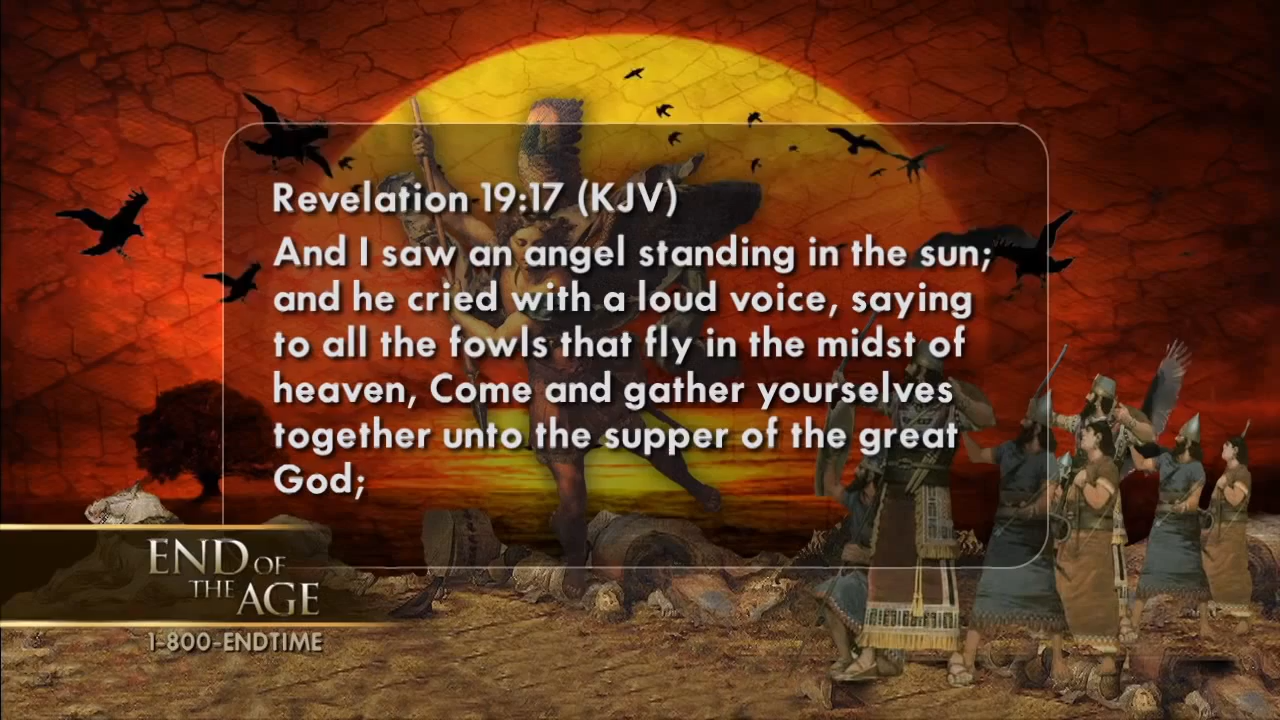 Revelation 19:17 (KJV)
And I saw an angel standing in the sun;
and he cried with a loud voice, saying
to all the fowls that fly in the midst of
heaven, Come and gather yourselves
together unto the supper of the great
God;
END OF
THE AGE
1-800-ENDTIME